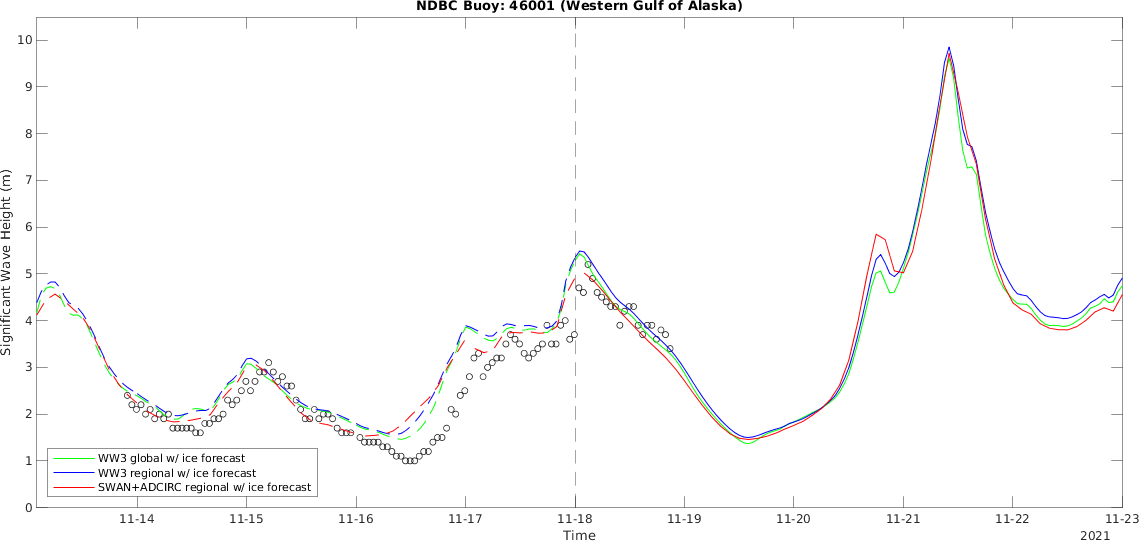 NDBC Buoy: 46001 (Western Gulf of Alaska)
Significant Wave Height (m)
10
9
8
7
6
5
4
3
2
1
0
WW3 global w/ ice forecast
WW3 regional w/ ice forecast
SWAN+ADCIRC regional w/ ice forecast
11-14 11-15 11-16 11-17 11-18 11-19 11-20 11-21 11-22 11-23
Time
2021